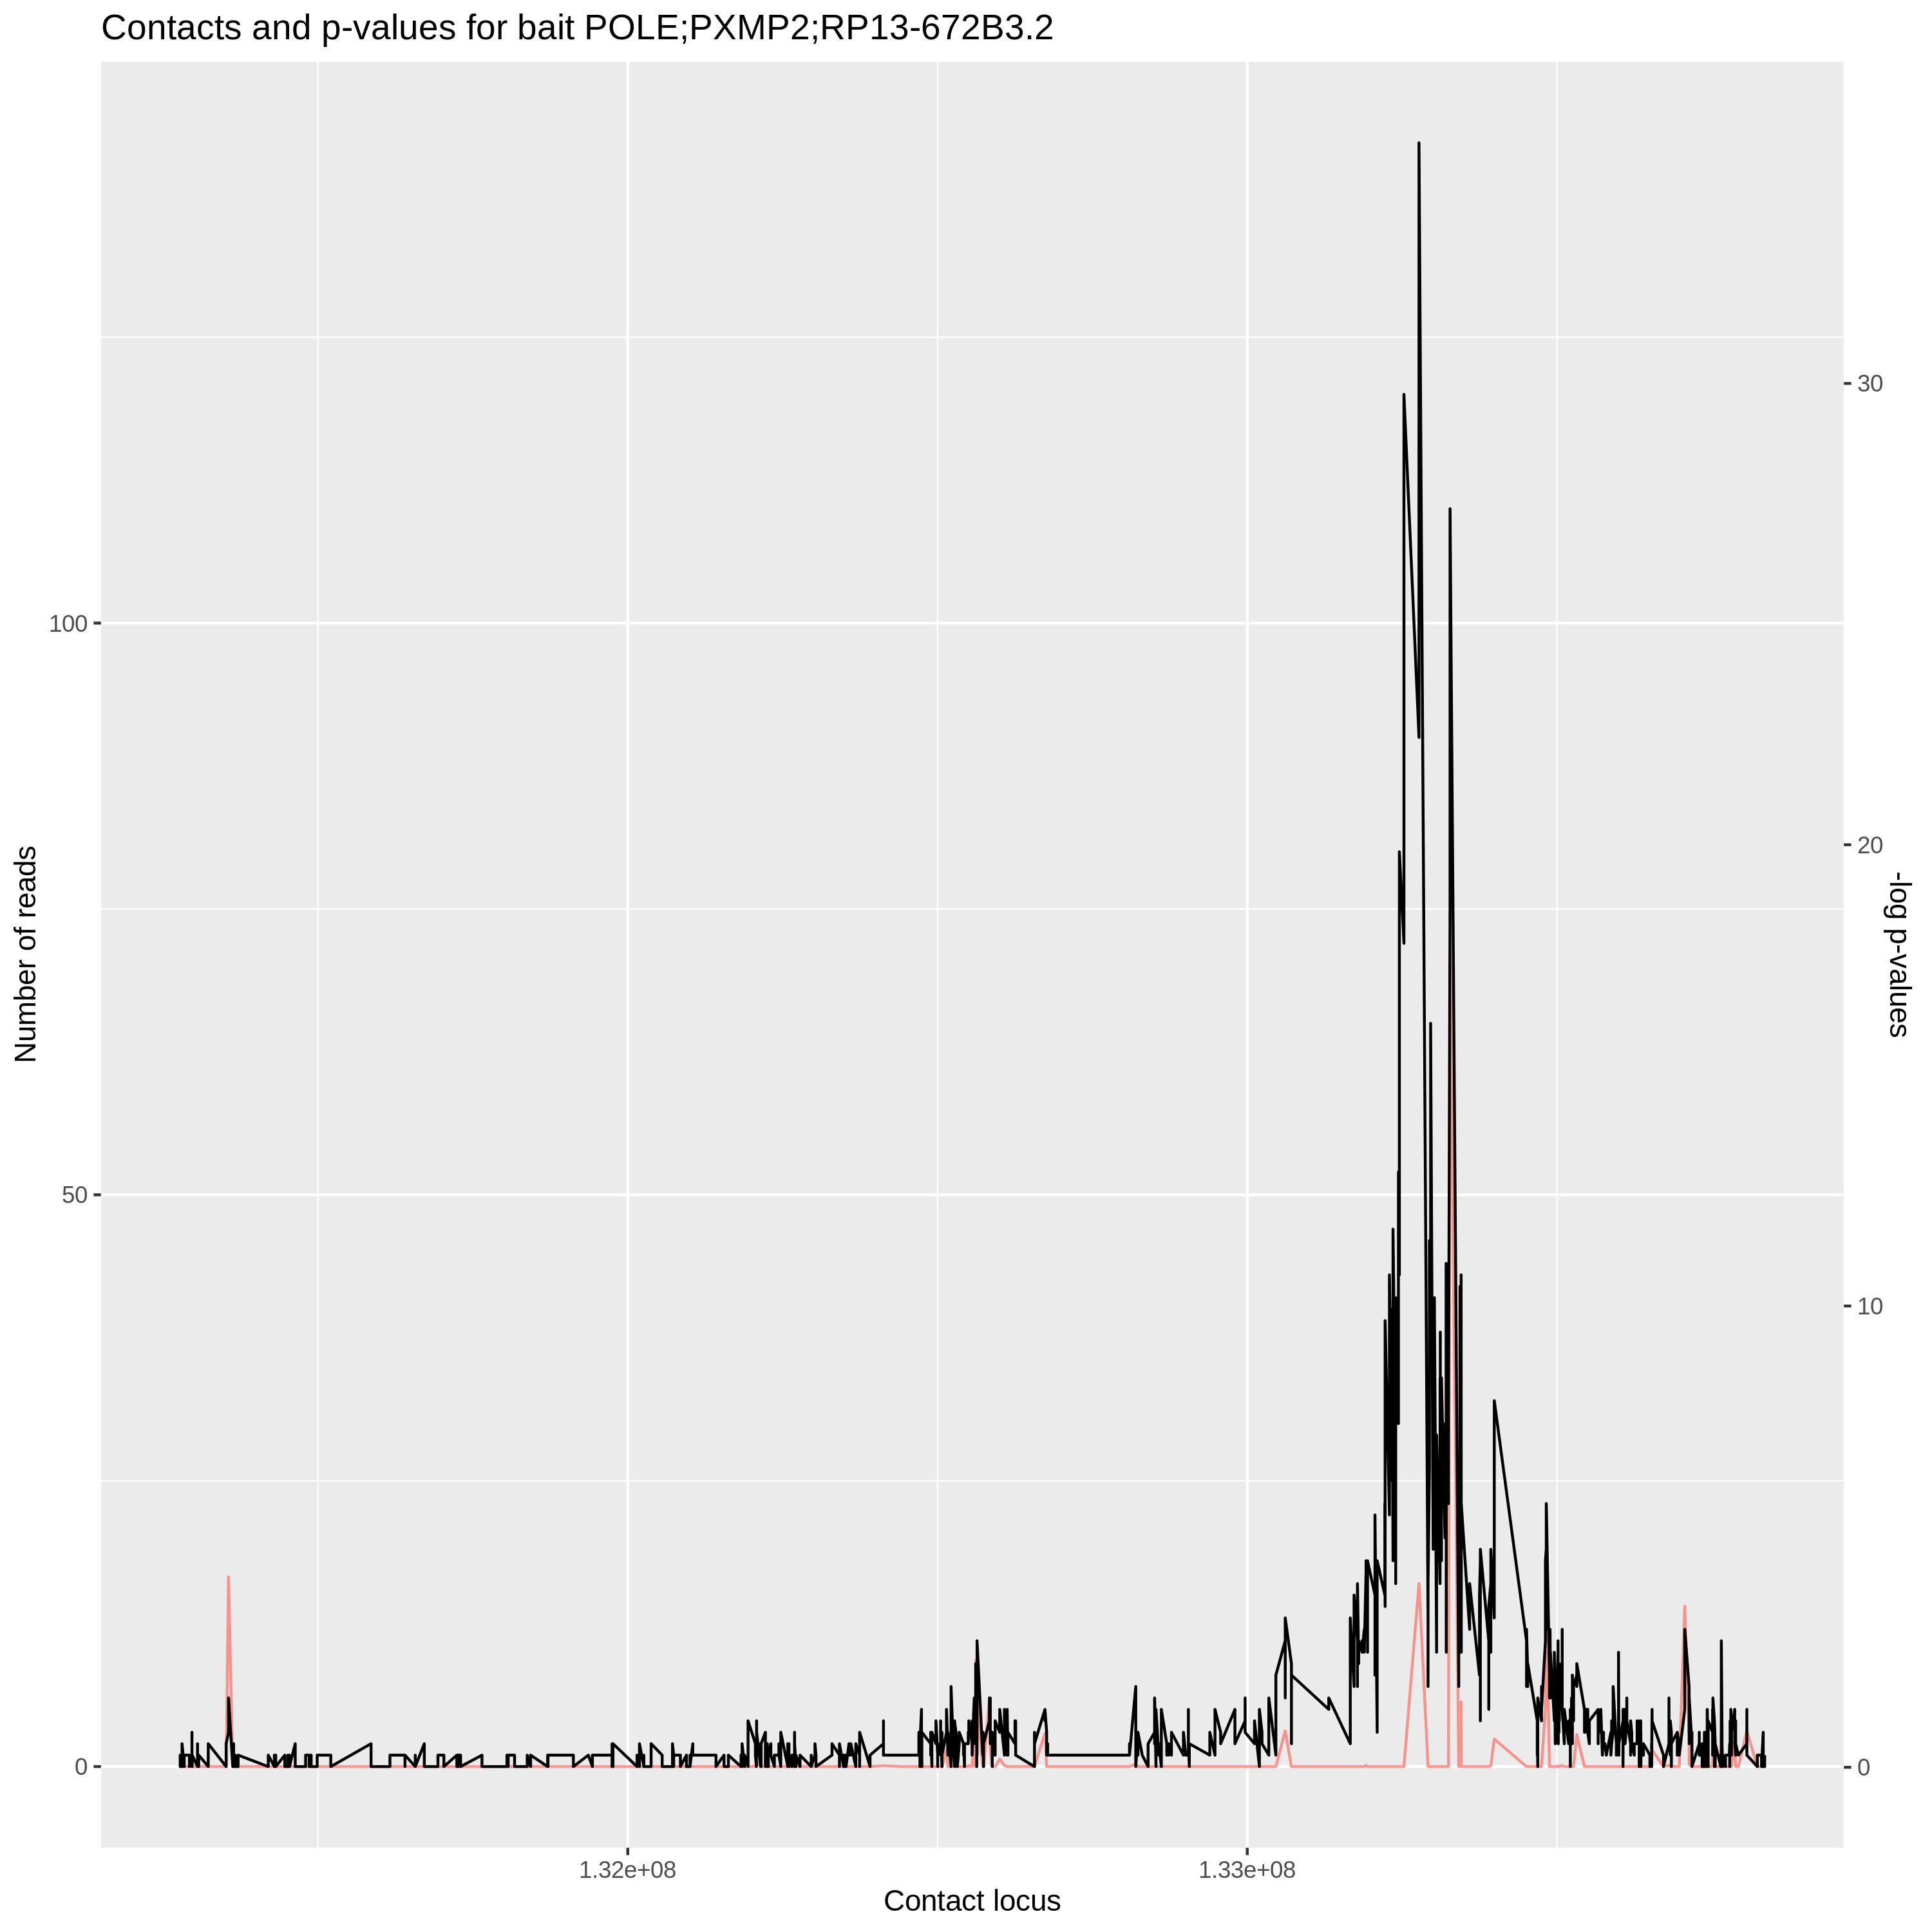 Contacts and p-values for bait POLE;PXMP2;RP13-672B3.2
Number of reads
100
50
0
30
20
10
0
-log p-values
1.32e+08
1.33e+08
Contact locus